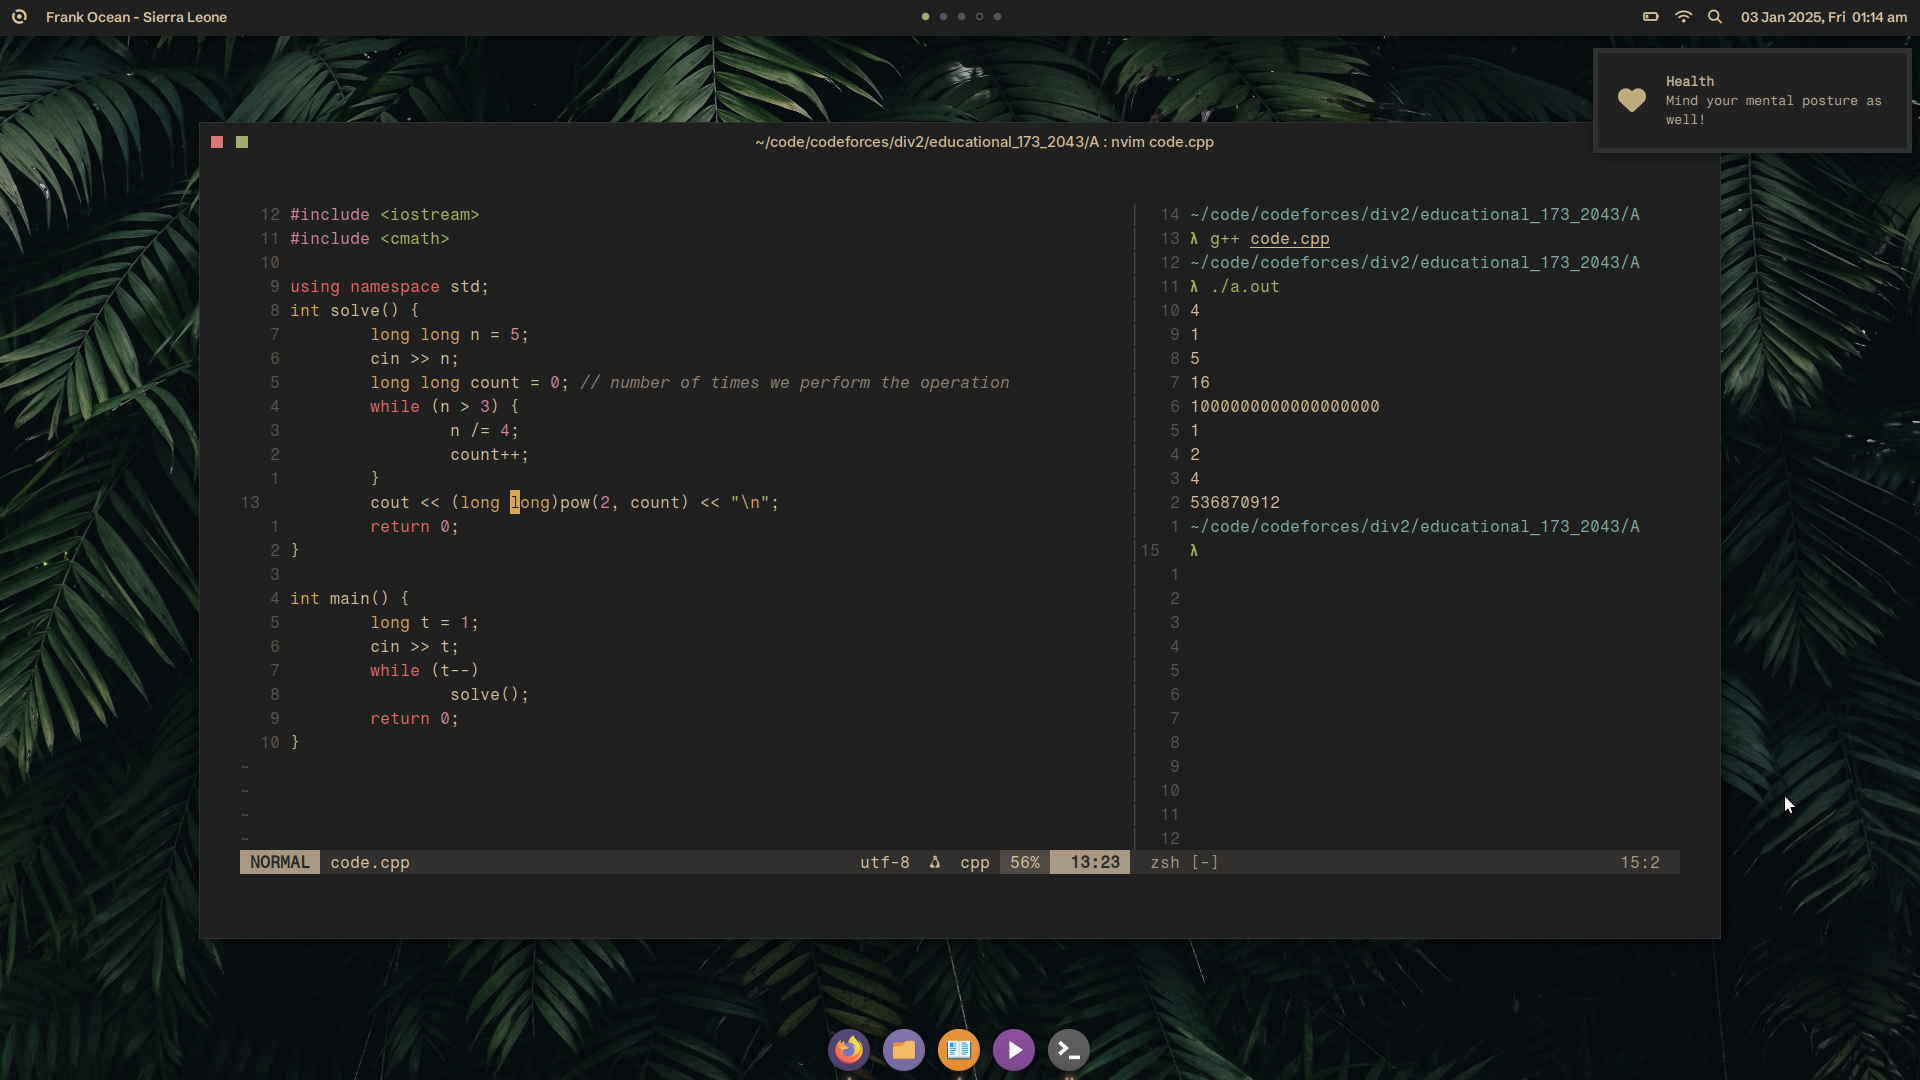 Frank Ocean - Sierra Leone
03 Jan 2025, Fri 01:14 am
Health
Mind your mental posture as
well!
~/code/codeforces/div2/educational_173_2043/A : nvim code.cpp
12 #include <iostream>
11 #include <cmath>
10
9 using namespace std;
8 int solve() {
7 long long n = 5;
6 cin >> n;
5 long long count = 0; // number of times we perform the operation
4 while (n > 3) {
3 n /= 4;
2 count++;
1 }
13 cout << (long long)pow(2, count) << "\n";
1 return 0;
2 }
3
4 int main() {
5 long t = 1;
6 cin >> t;
7 while (t--)
8 solve();
9 return 0;
10 }
~
~
~
~
14 ~/code/codeforces/div2/educational_173_2043/A
13 λ g++ code.cpp
12 ~/code/codeforces/div2/educational_173_2043/A
11 λ ./a.out
10 4
9 1
8 5
7 16
6 1000000000000000000
5 1
4 2
3 4
2 536870912
1 ~/code/codeforces/div2/educational_173_2043/A
15 λ
1
2
3
4
5
6
7
8
9
10
11
12
NORMAL code.cpp utf-8 cpp 56% 13:23
zsh [-] 15:2